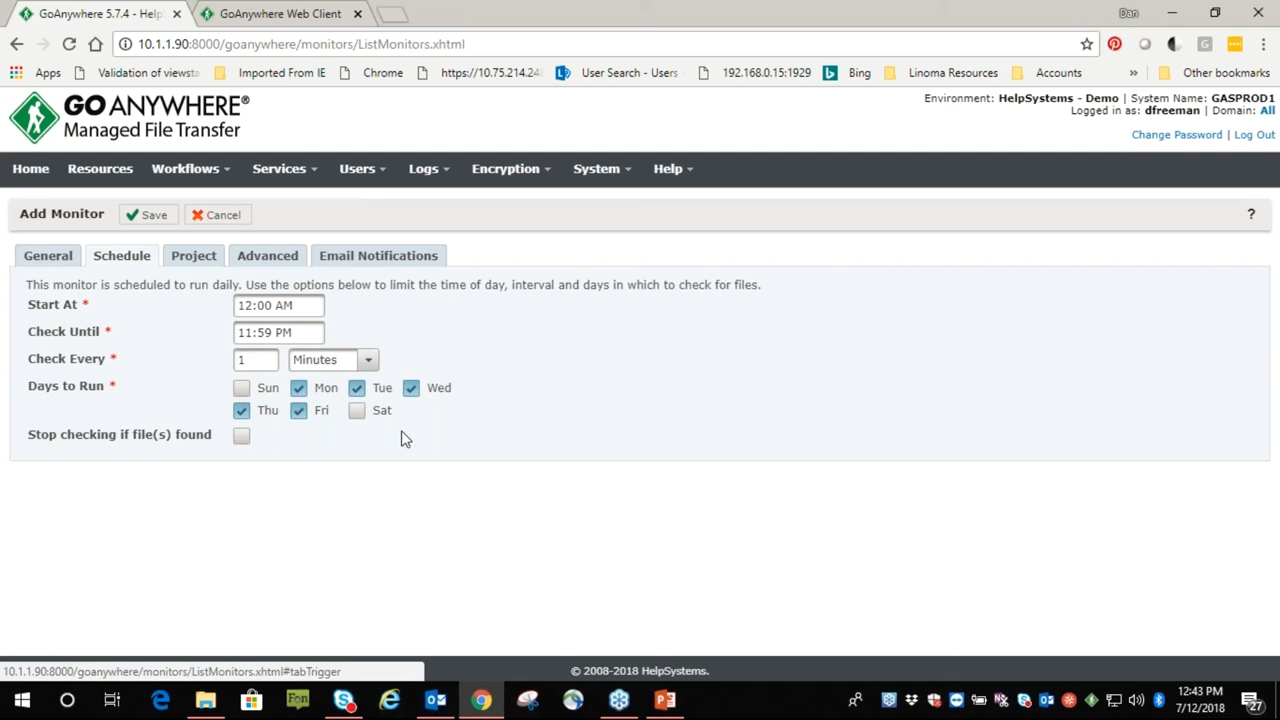 GoAnywhere 5.7.4 - Help
GoAnywhere Web Client
Dan
10.1.1.90:8000/goanywhere/monitors/ListMonitors.xhtml
Apps
Validation of viewsta
Imported From IE
Chrome
https://10.75.214.24
User Search - Users
192.168.0.15:1929
Bing
Linoma Resources
Accounts
»
Other bookmarks
GO ANYWHERE®
Managed File Transfer
Environment: HelpSystems - Demo | System Name: GASPROD1
Logged in as: dfreeman | Domain: All
Change Password | Log Out
Home
Resources
Workflows
Services
Users
Logs
Encryption
System
Help
Add Monitor
Save
Cancel
?
General
Schedule
Project
Advanced
Email Notifications
This monitor is scheduled to run daily. Use the options below to limit the time of day, interval and days in which to check for files.
Start At *
12:00 AM
Check Until *
11:59 PM
Check Every *
1
Minutes
Days to Run *
Sun
Mon
Tue
Wed
Thu
Fri
Sat
Stop checking if file(s) found
10.1.1.90:8000/goanywhere/monitors/ListMonitors.xhtml#tabTrigger
© 2008-2018 HelpSystems.
Fon
12:43 PM
7/12/2018
27